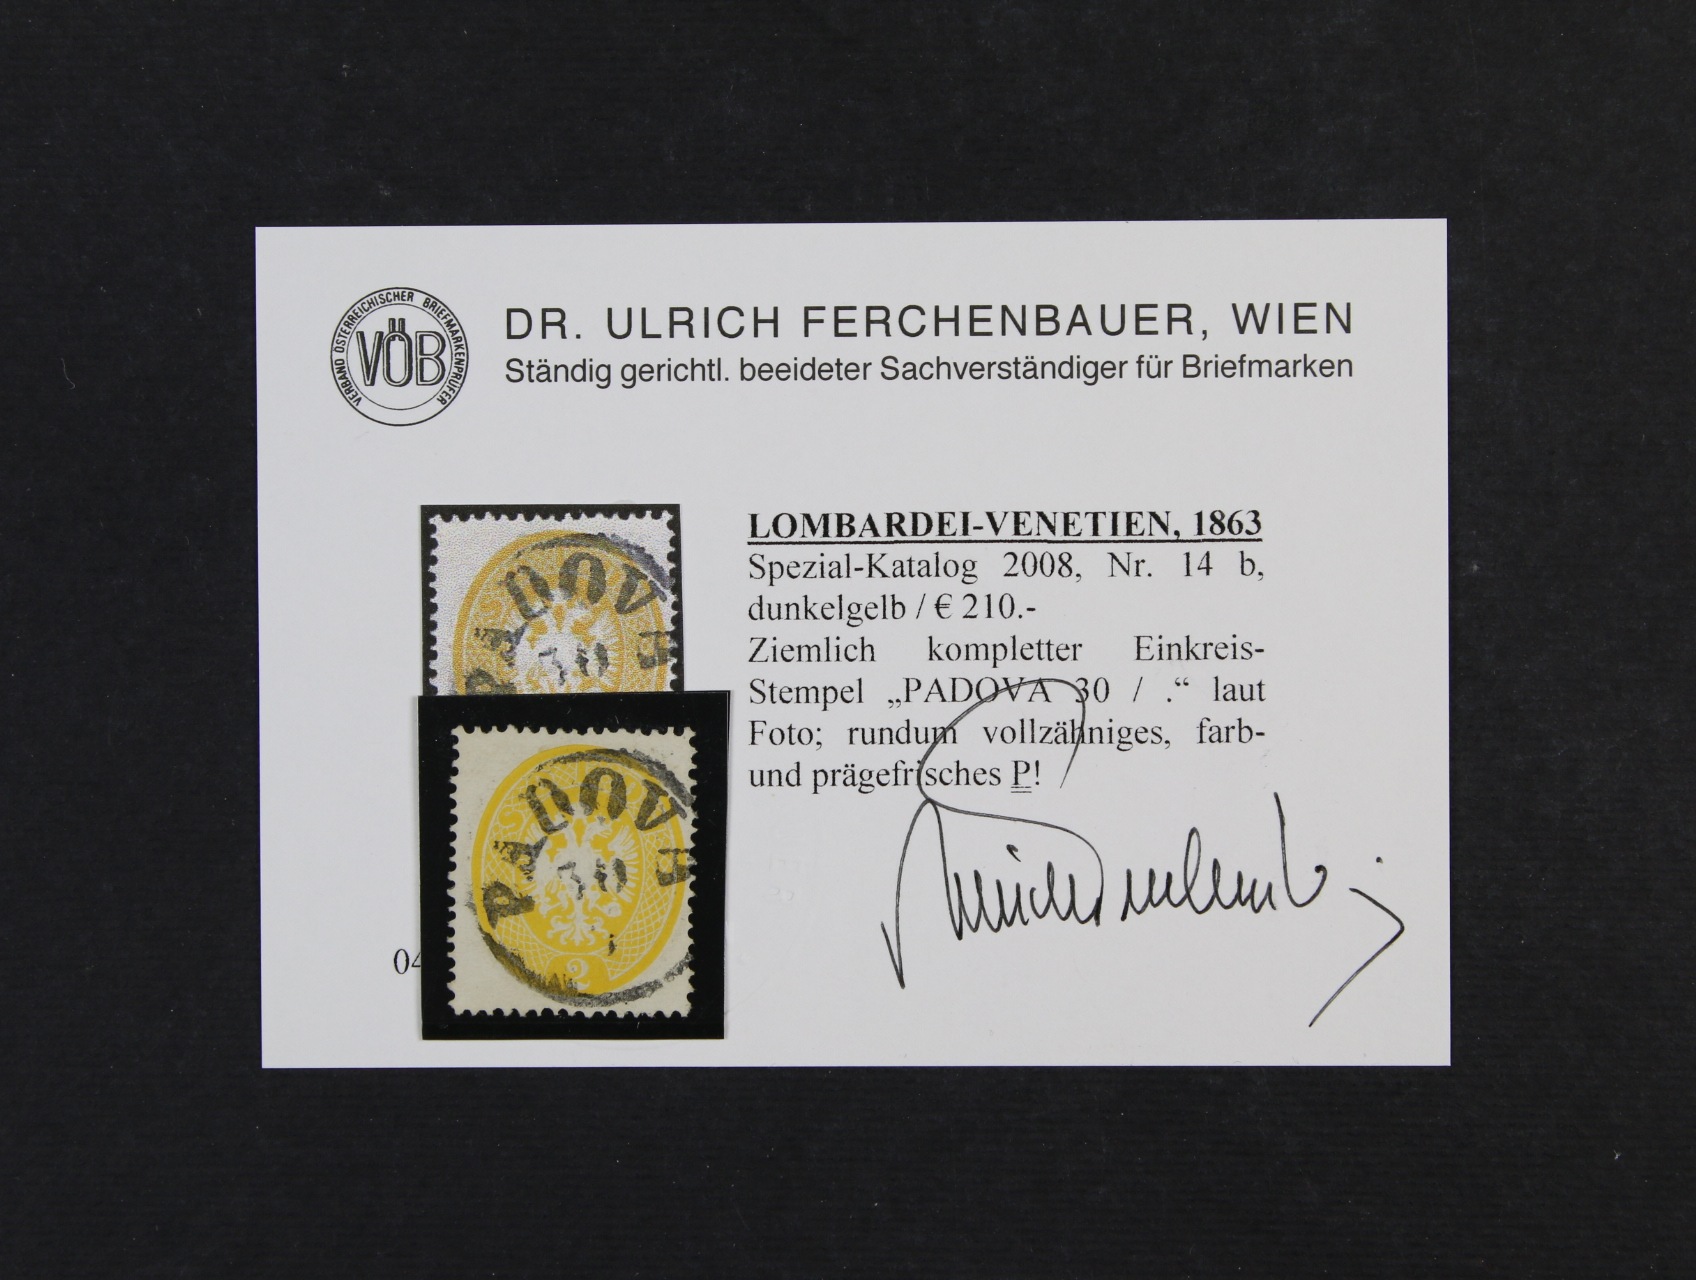 VERBAND ÖSTERREICHISCHER BRIEFMARKENPRÜFER
VÖB
DR. ULRICH FERCHENBAUER, WIEN
Ständig gerichtl. beeideter Sachverständiger für Briefmarken
LOMBARDEI-VENETIEN, 1863
Spezial-Katalog 2008, Nr. 14 b,
dunkelgelb / € 210.-
Ziemlich kompletter Einkreis-
Stempel „PADOVA 30 / .“ laut
Foto; rundum vollzähniges, farb-
und prägefrisches P!
PADOVA
30
PADOVA
30
2
04